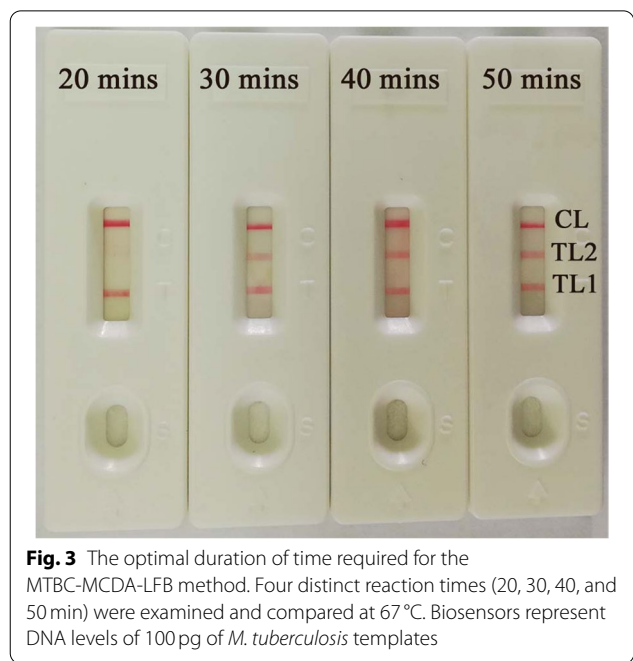 20 mins 30 mins 40 mins 50 mins
CL
C C C
TL2
T T T
TL1
S S S S
Fig. 3 The optimal duration of time required for the
MTBC-MCDA-LFB method. Four distinct reaction times (20, 30, 40, and
50 min) were examined and compared at 67 °C. Biosensors represent
DNA levels of 100 pg of M. tuberculosis templates